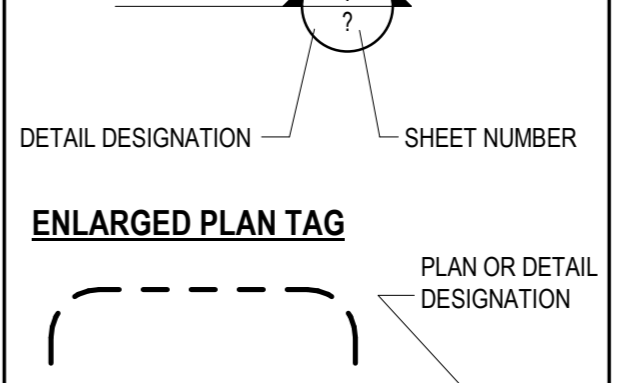 ?
DETAIL DESIGNATION
SHEET NUMBER
ENLARGED PLAN TAG
PLAN OR DETAIL
DESIGNATION